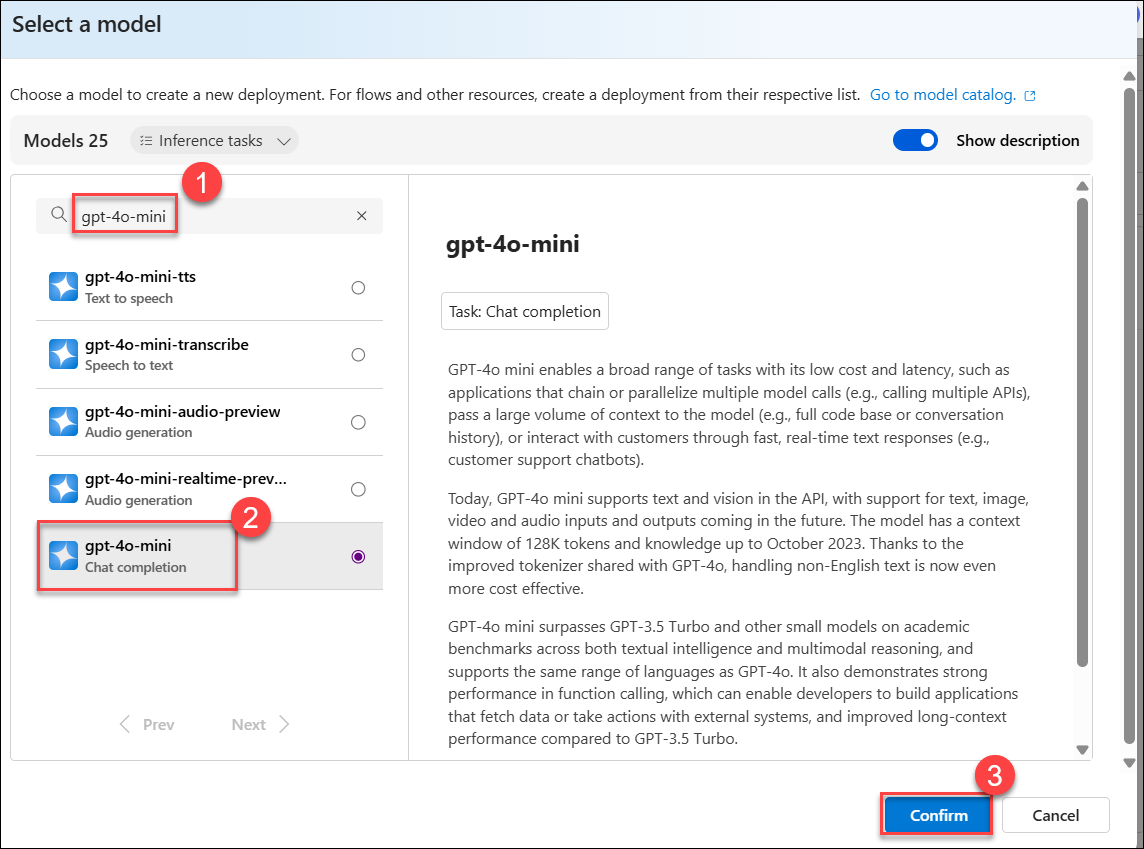 Select a model
Choose a model to create a new deployment. For flows and other resources, create a deployment from their respective list. Go to model catalog.
Models 25
Inference tasks
Show description
1
gpt-4o-mini
gpt-4o-mini-tts
Text to speech
gpt-4o-mini-transcribe
Speech to text
gpt-4o-mini-audio-preview
Audio generation
gpt-4o-mini-realtime-prev...
Audio generation
2
gpt-4o-mini
Chat completion
Prev
Next
gpt-4o-mini
Task: Chat completion
GPT-4o mini enables a broad range of tasks with its low cost and latency, such as
applications that chain or parallelize multiple model calls (e.g., calling multiple APIs),
pass a large volume of context to the model (e.g., full code base or conversation
history), or interact with customers through fast, real-time text responses (e.g.,
customer support chatbots).
Today, GPT-4o mini supports text and vision in the API, with support for text, image,
video and audio inputs and outputs coming in the future. The model has a context
window of 128K tokens and knowledge up to October 2023. Thanks to the
improved tokenizer shared with GPT-4o, handling non-English text is now even
more cost effective.
GPT-4o mini surpasses GPT-3.5 Turbo and other small models on academic
benchmarks across both textual intelligence and multimodal reasoning, and
supports the same range of languages as GPT-4o. It also demonstrates strong
performance in function calling, which can enable developers to build applications
that fetch data or take actions with external systems, and improved long-context
performance compared to GPT-3.5 Turbo.
3
Confirm
Cancel